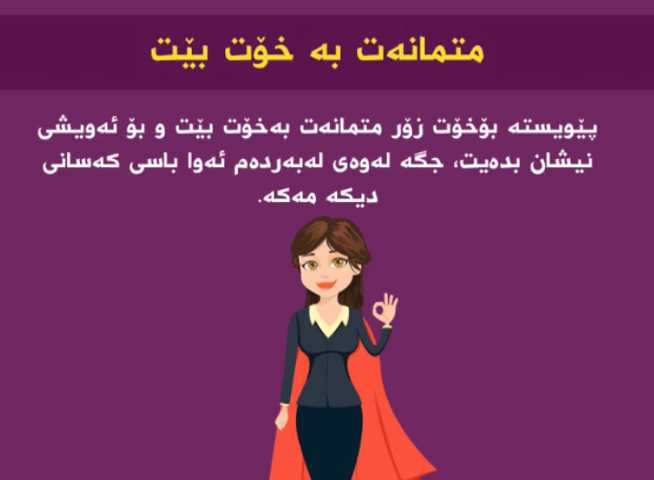 متمانەت بە خۆت بێت
پێویستە بۆخۆت زۆر متمانەت بەخۆت بێت و بۆ ئەویشی
نیشان بدەیت، جگە لەوەی لەبەردەم ئەوا باسی کەسانی
دیکە مەکە.